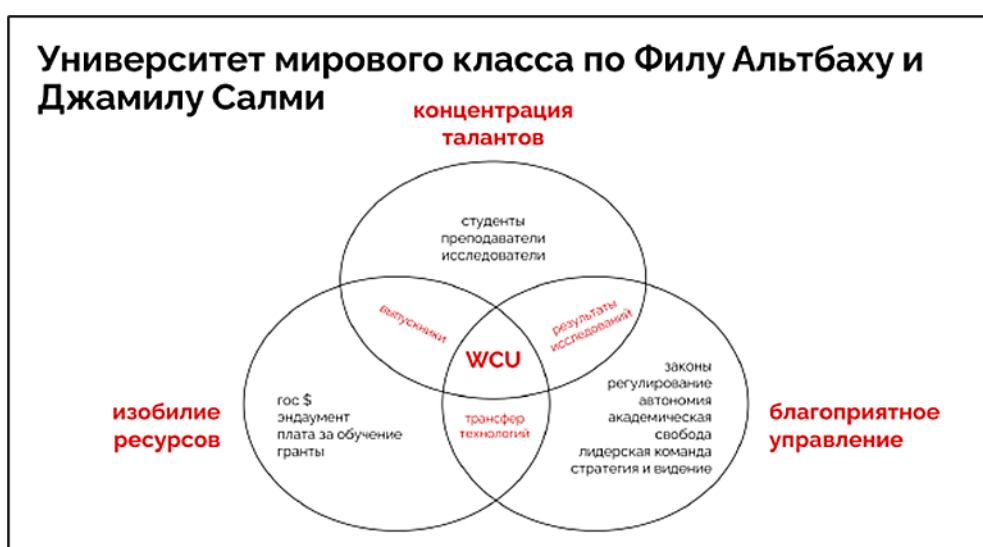 Университет мирового класса по Филу Альтбаху и
Джамилу Салми
концентрация
талантов
студенты
преподаватели
исследователи
выпускники
результаты
исследований
WCU
изобилие
ресурсов
гос $
эндаумент
плата за обучение
гранты
трансфер
технологий
законы
регулирование
автономия
академическая
свобода
лидерская команда
стратегия и видение
благоприятное
управление